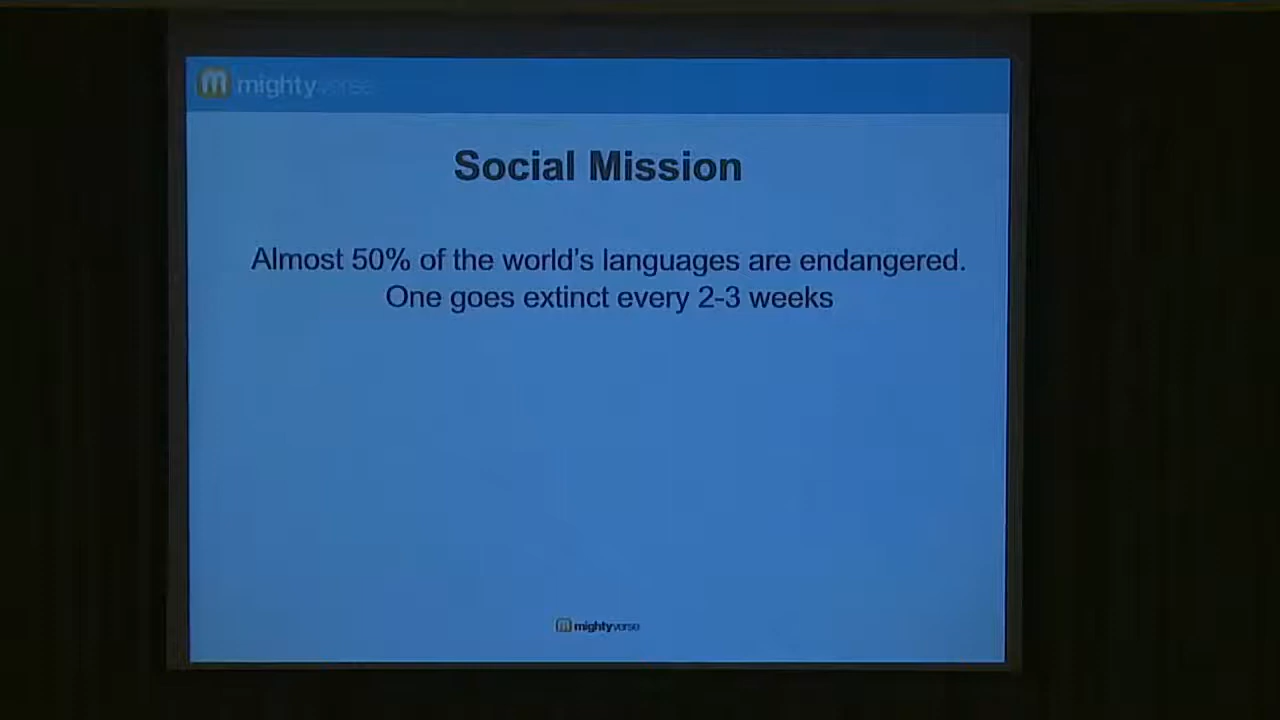 mightyverse
Social Mission
Almost 50% of the world's languages are endangered.
One goes extinct every 2-3 weeks
mightyverse